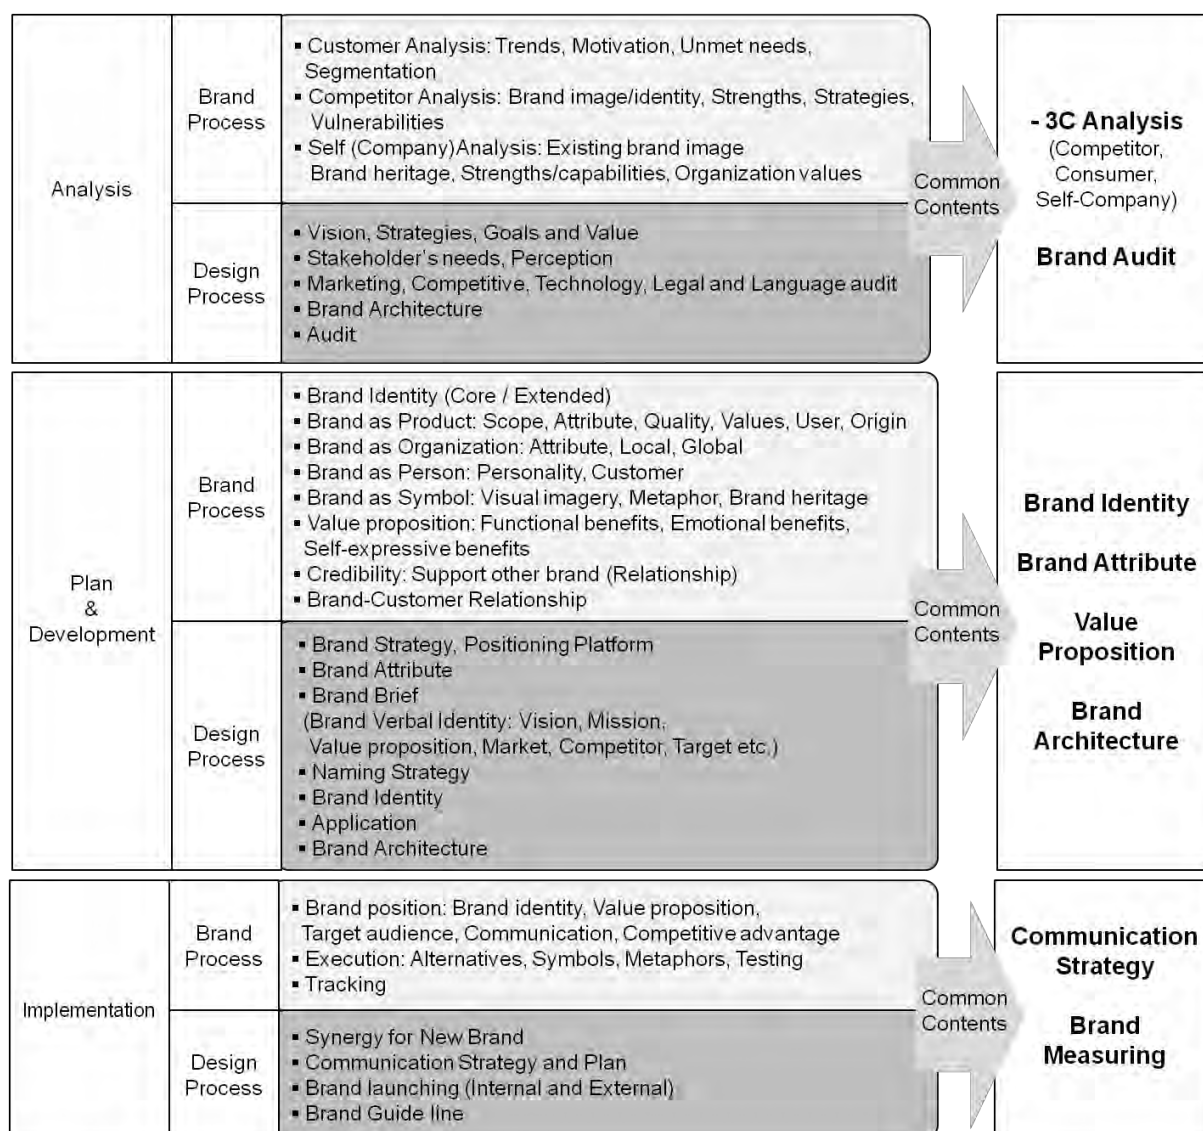 Analysis
Brand
Process
▪ Customer Analysis: Trends, Motivation, Unmet needs,
Segmentation
▪ Competitor Analysis: Brand image/identity, Strengths, Strategies,
Vulnerabilities
▪ Self (Company)Analysis: Existing brand image
Brand heritage, Strengths/capabilities, Organization values
Design
Process
▪ Vision, Strategies, Goals and Value
▪ Stakeholder's needs, Perception
▪ Marketing, Competitive, Technology, Legal and Language audit
▪ Brand Architecture
▪ Audit
Common
Contents
- 3C Analysis
(Competitor,
Consumer,
Self-Company)
Brand Audit
Plan
&
Development
Brand
Process
▪ Brand Identity (Core / Extended)
▪ Brand as Product: Scope, Attribute, Quality, Values, User, Origin
▪ Brand as Organization: Attribute, Local, Global
▪ Brand as Person: Personality, Customer
▪ Brand as Symbol: Visual imagery, Metaphor, Brand heritage
▪ Value proposition: Functional benefits, Emotional benefits,
Self-expressive benefits
▪ Credibility: Support other brand (Relationship)
▪ Brand-Customer Relationship
Design
Process
▪ Brand Strategy, Positioning Platform
▪ Brand Attribute
▪ Brand Brief
(Brand Verbal Identity: Vision, Mission,
Value proposition, Market, Competitor, Target etc.)
▪ Naming Strategy
▪ Brand Identity
▪ Application
▪ Brand Architecture
Common
Contents
Brand Identity
Brand Attribute
Value
Proposition
Brand
Architecture
Implementation
Brand
Process
▪ Brand position: Brand identity, Value proposition,
Target audience, Communication, Competitive advantage
▪ Execution: Alternatives, Symbols, Metaphors, Testing
▪ Tracking
Design
Process
▪ Synergy for New Brand
▪ Communication Strategy and Plan
▪ Brand launching (Internal and External)
▪ Brand Guide line
Common
Contents
Communication
Strategy
Brand
Measuring